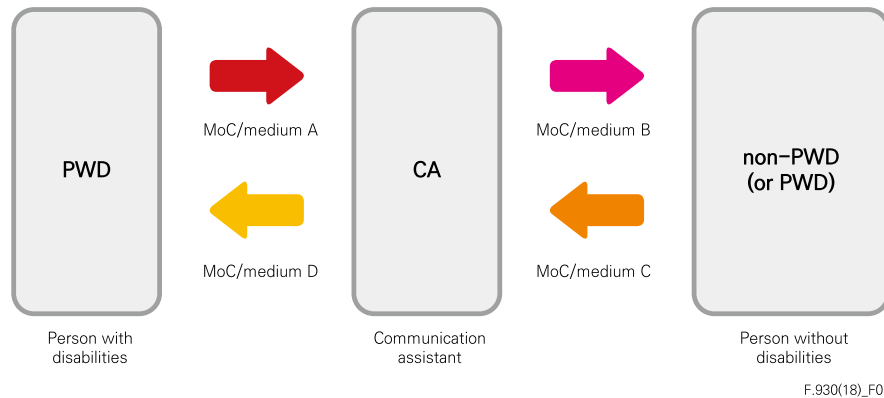 PWD
MoC/medium A
MoC/medium D
CA
MoC/medium B
MoC/medium C
non-PWD
(or PWD)
Person with
disabilities
Communication
assistant
Person without
disabilities
F.930(18)_F0